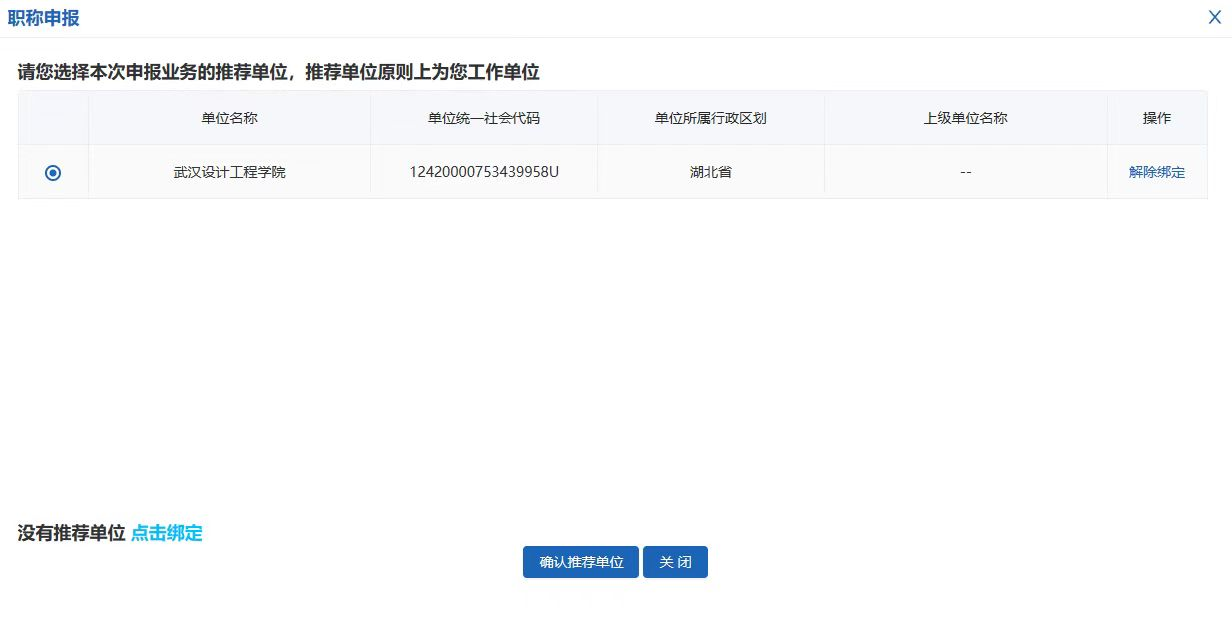 职称申报
请您选择本次申报业务的推荐单位，推荐单位原则上为您工作单位
单位名称 单位统一社会代码 单位所属行政区划 上级单位名称 操作
武汉设计工程学院 12420000753439958U 湖北省 -- 解除绑定
没有推荐单位 点击绑定
确认推荐单位 关 闭